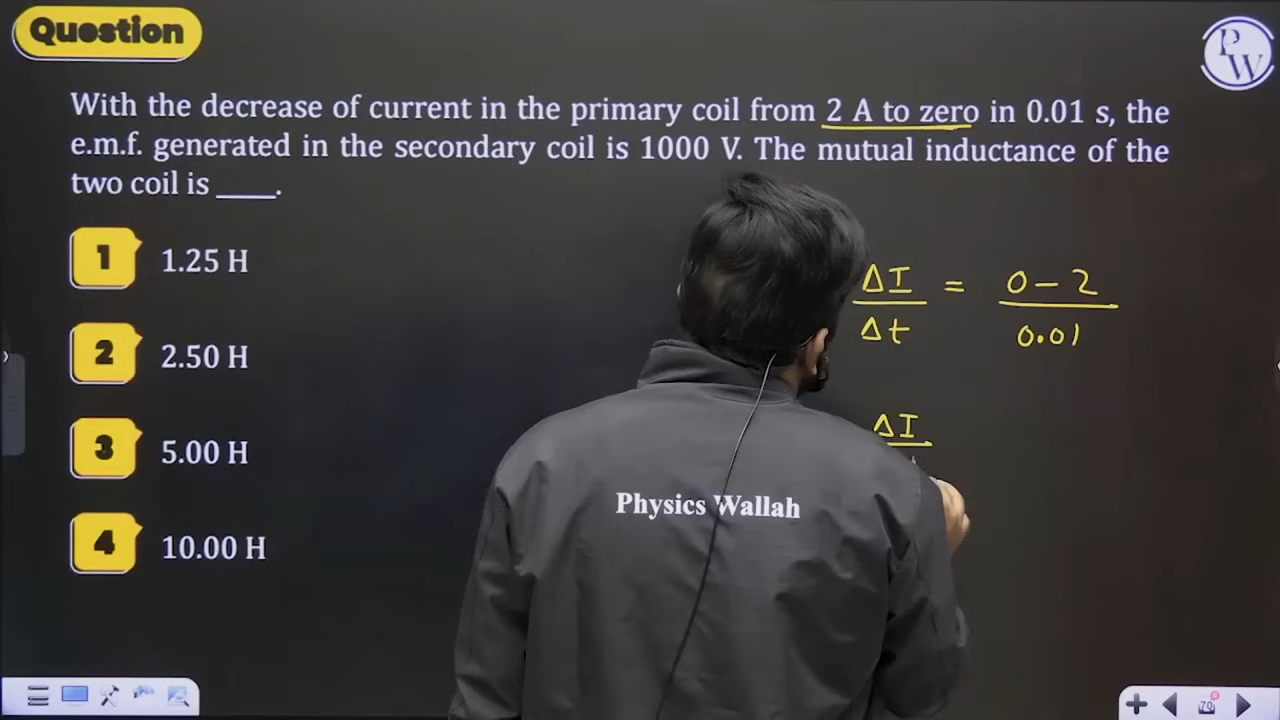 Question
PW
With the decrease of current in the primary coil from 2 A to zero in 0.01 s, the
e.m.f. generated in the secondary coil is 1000 V. The mutual inductance of the
two coil is ____.
1 1.25 H
2 2.50 H
3 5.00 H
4 10.00 H
ΔI/Δt = 0 - 2/0.01
ΔI
Physics Wallah
70